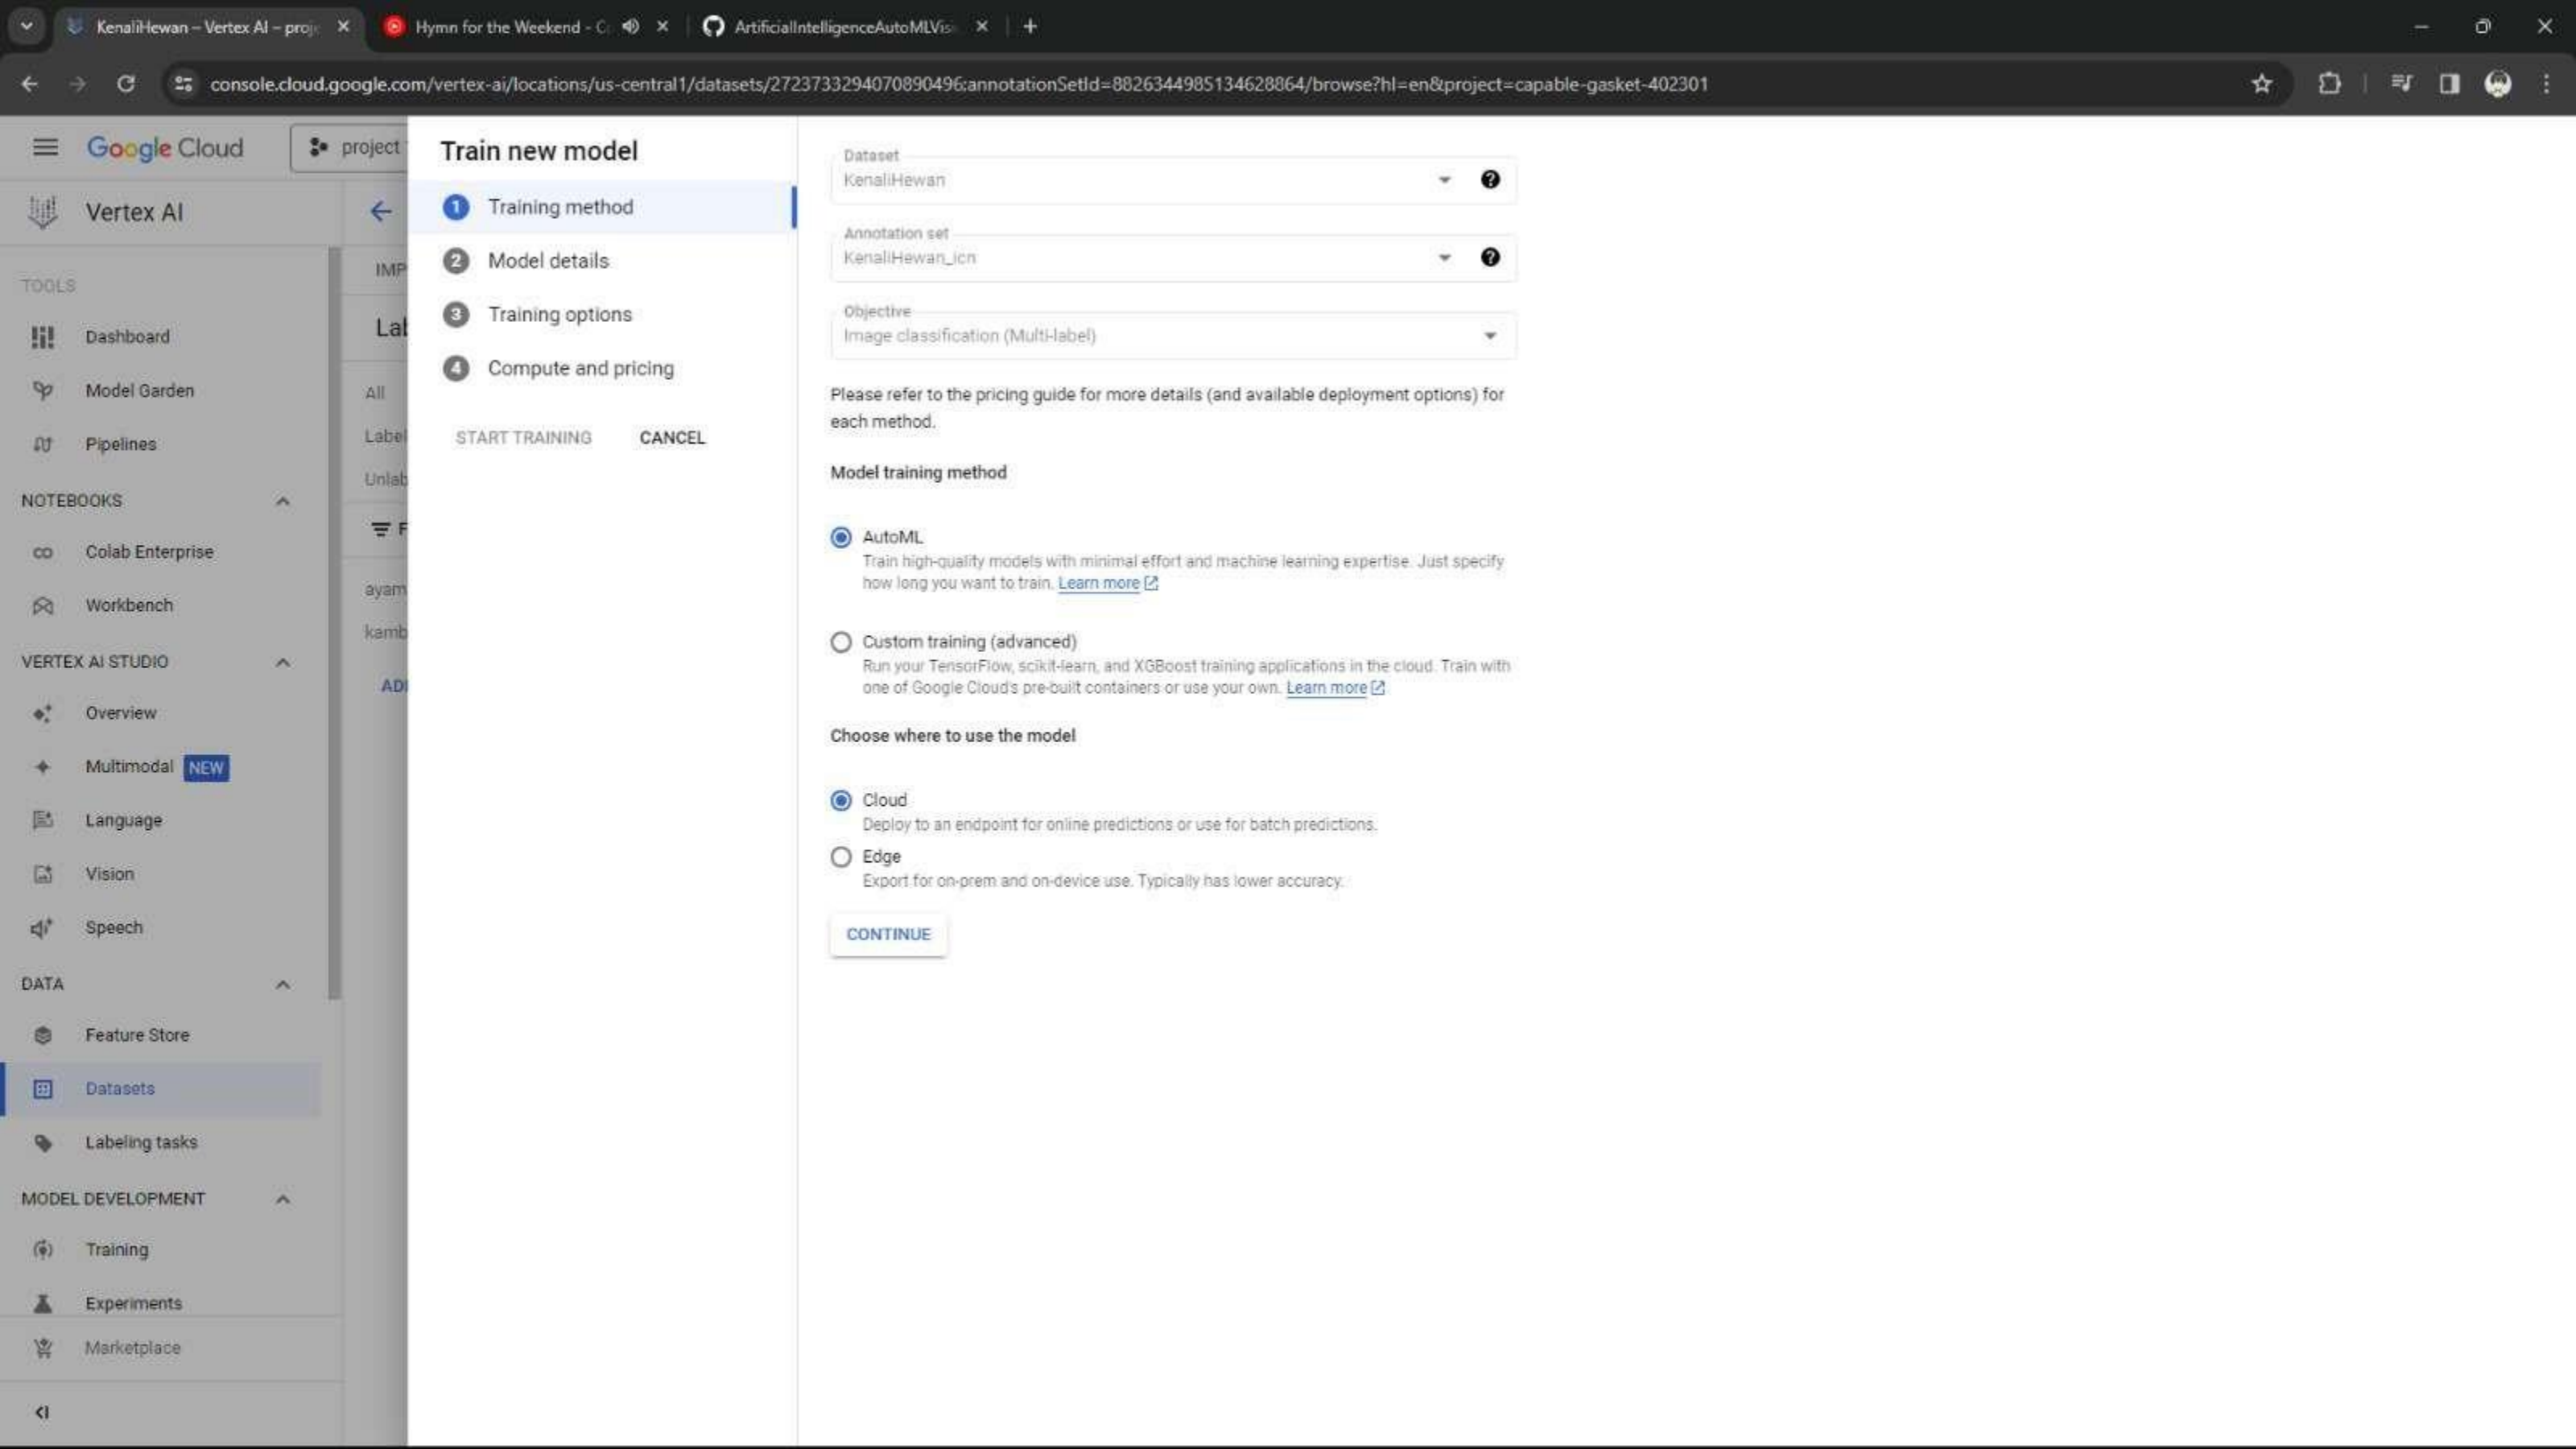 KenaliHewan – Vertex AI – proj
Hymn for the Weekend - C
ArtificialIntelligenceAutoMLVis
console.cloud.google.com/vertex-ai/locations/us-central1/datasets/2723733294070890496;annotationSetId=8826344985134628864/browse?hl=en&project=capable-gasket-402301
Google Cloud
project
Vertex AI
TOOLS
Dashboard
Model Garden
Pipelines
NOTEBOOKS
Colab Enterprise
Workbench
VERTEX AI STUDIO
Overview
Multimodal NEW
Language
Vision
Speech
DATA
Feature Store
Datasets
Labeling tasks
MODEL DEVELOPMENT
Training
Experiments
Marketplace
IMP
Lab
All
Label
Unlab
F
ayam
kamb
ADD
Train new model
1 Training method
2 Model details
3 Training options
4 Compute and pricing
START TRAINING CANCEL
Dataset
KenaliHewan
Annotation set
KenaliHewan_icn
Objective
Image classification (Multi-label)
Please refer to the pricing guide for more details (and available deployment options) for
each method.
Model training method
AutoML
Train high-quality models with minimal effort and machine learning expertise. Just specify
how long you want to train. Learn more
Custom training (advanced)
Run your TensorFlow, scikit-learn, and XGBoost training applications in the cloud. Train with
one of Google Cloud's pre-built containers or use your own. Learn more
Choose where to use the model
Cloud
Deploy to an endpoint for online predictions or use for batch predictions.
Edge
Export for on-prem and on-device use. Typically has lower accuracy.
CONTINUE